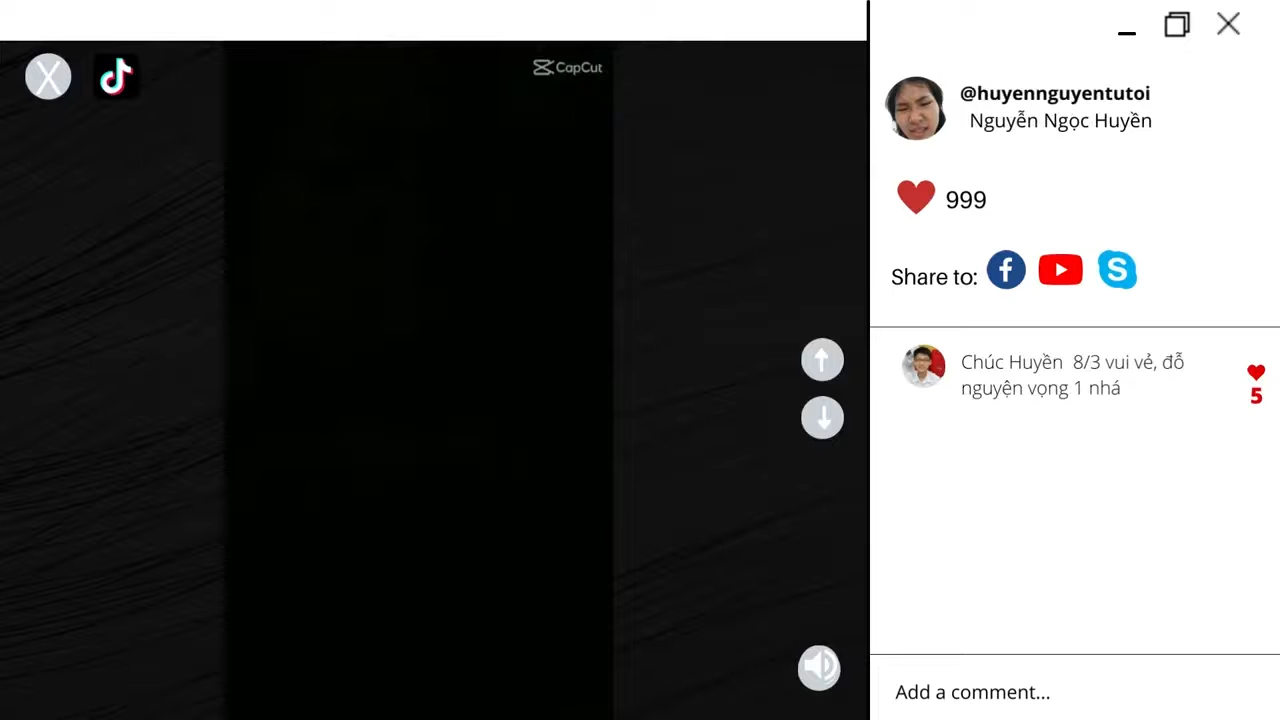 CapCut
@huyennguyentutoi
Nguyễn Ngọc Huyền
999
Share to:
Chúc Huyền 8/3 vui vẻ, đỗ
nguyện vọng 1 nhá
5
Add a comment...